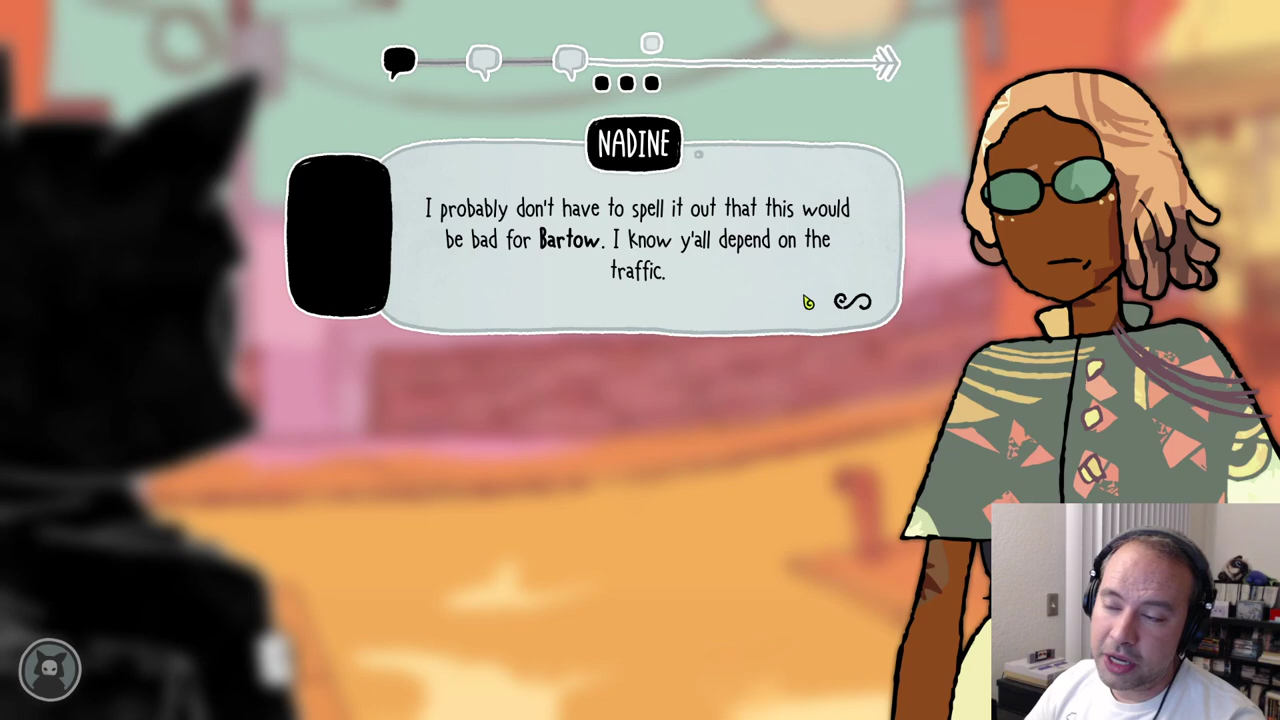 NADINE
I probably don't have to spell it out that this would
be bad for Bartow. I know y'all depend on the
traffic.